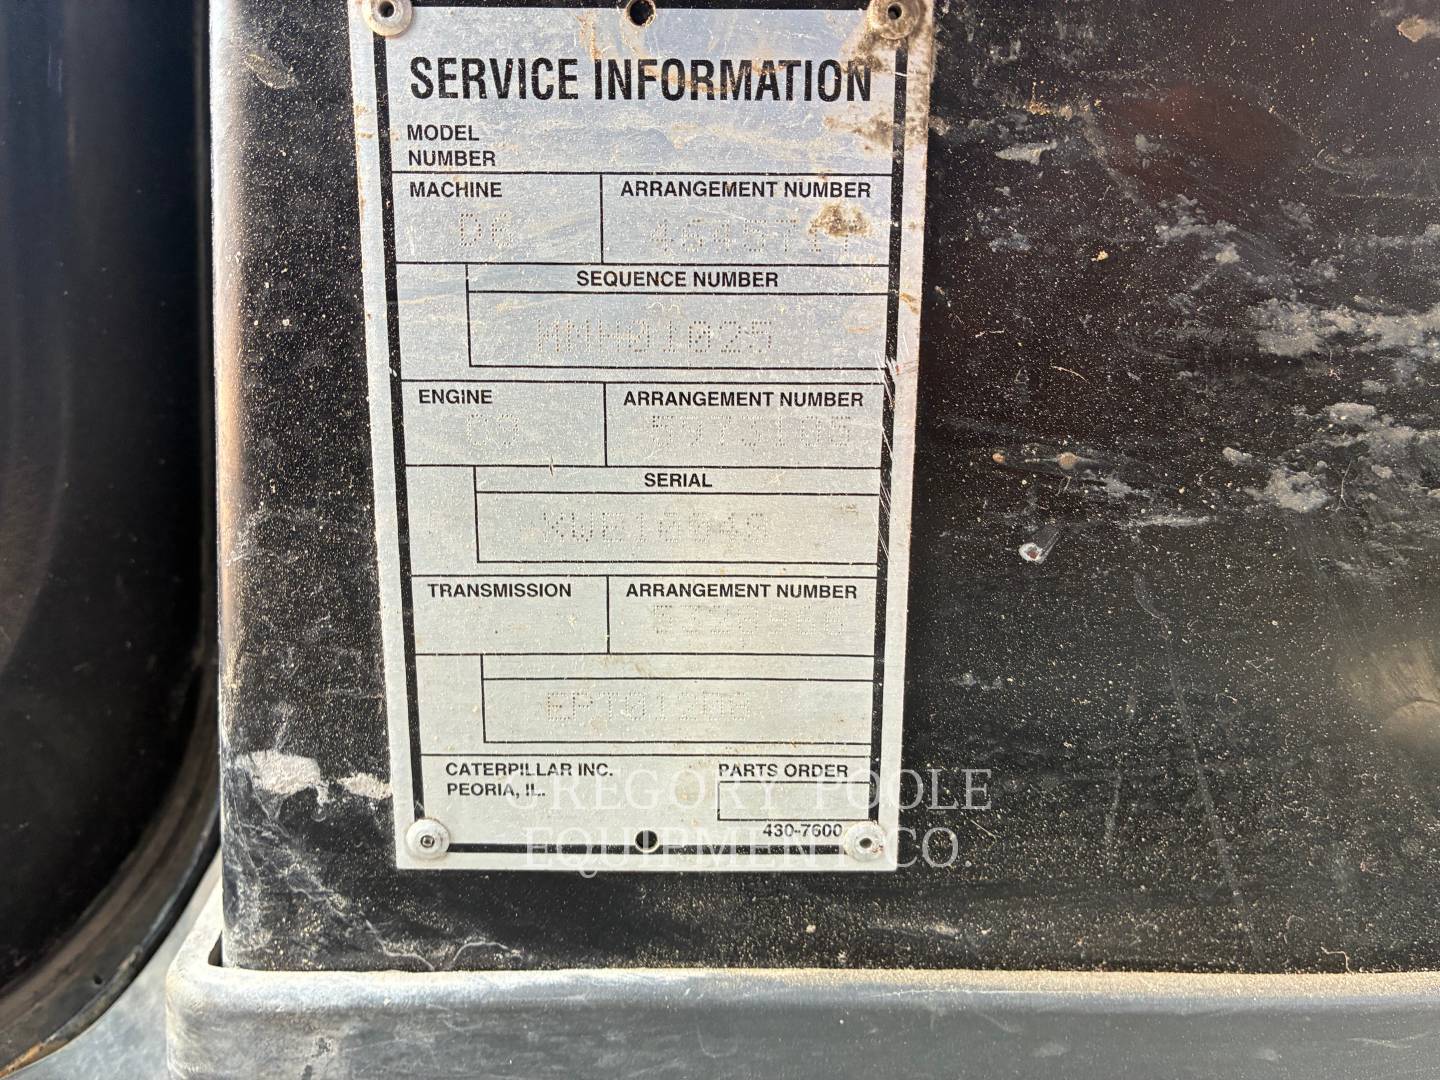 SERVICE INFORMATION
MODEL
NUMBER
MACHINE ARRANGEMENT NUMBER
D6
SEQUENCE NUMBER
ENGINE ARRANGEMENT NUMBER
C9 5973105
SERIAL
TRANSMISSION ARRANGEMENT NUMBER
CATERPILLAR INC. PARTS ORDER
PEORIA, IL.
430-7600
GREGORY POOLE
EQUIPMENT CO